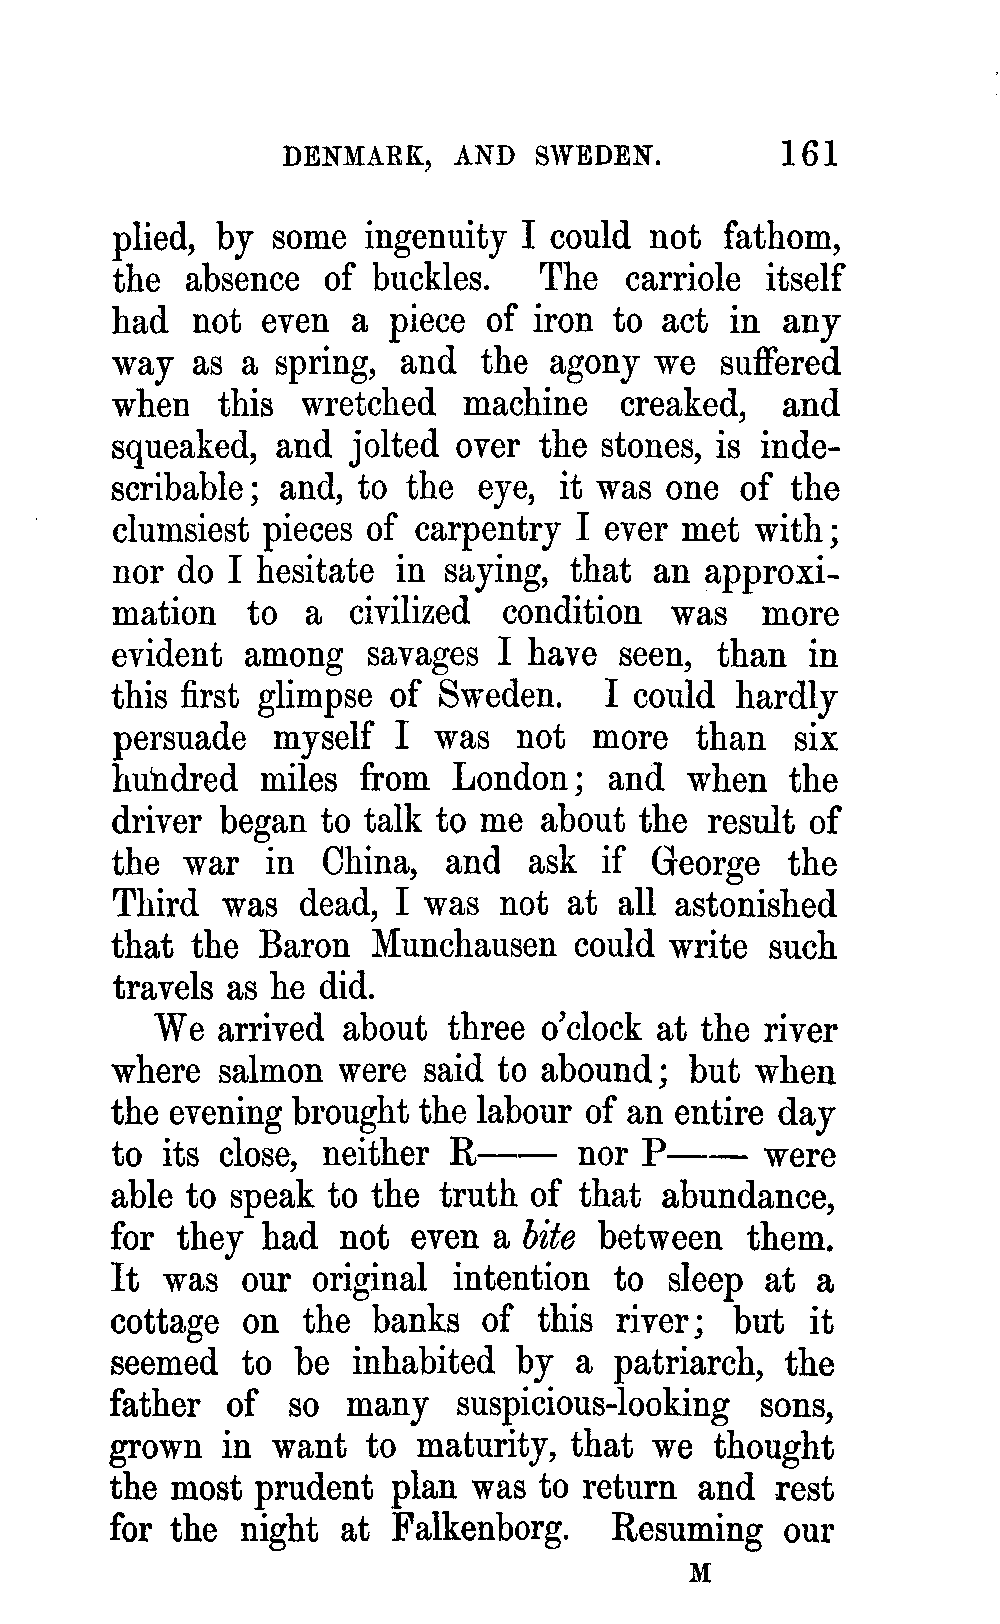 DENMARK, AND SWEDEN. 161
plied, by some ingenuity I could not fathom,
the absence of buckles. The carriole itself
had not even a piece of iron to act in any
way as a spring, and the agony we suffered
when this wretched machine creaked, and
squeaked, and jolted over the stones, is inde-
scribable; and, to the eye, it was one of the
clumsiest pieces of carpentry I ever met with;
nor do I hesitate in saying, that an approxi-
mation to a civilized condition was more
evident among savages I have seen, than in
this first glimpse of Sweden. I could hardly
persuade myself I was not more than six
hundred miles from London; and when the
driver began to talk to me about the result of
the war in China, and ask if George the
Third was dead, I was not at all astonished
that the Baron Munchausen could write such
travels as he did.
We arrived about three o'clock at the river
where salmon were said to abound; but when
the evening brought the labour of an entire day
to its close, neither R—— nor P—— were
able to speak to the truth of that abundance,
for they had not even a bite between them.
It was our original intention to sleep at a
cottage on the banks of this river; but it
seemed to be inhabited by a patriarch, the
father of so many suspicious-looking sons,
grown in want to maturity, that we thought
the most prudent plan was to return and rest
for the night at Falkenborg. Resuming our
M